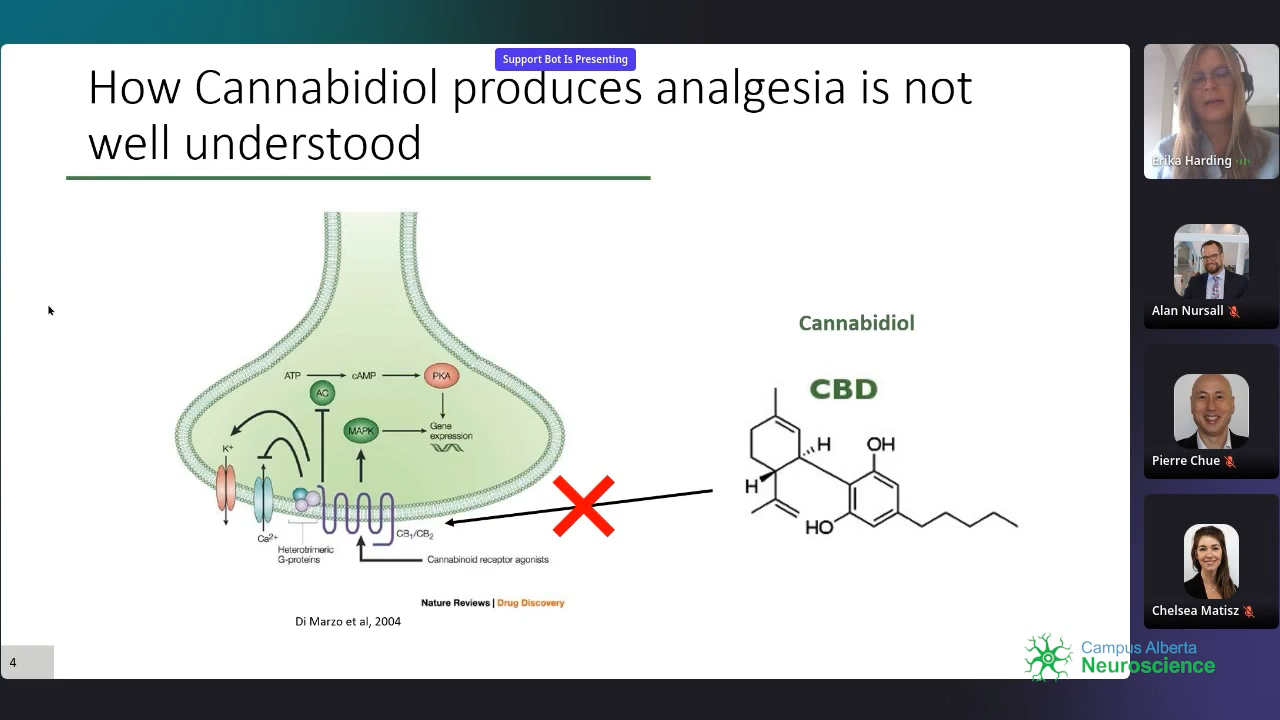 Support Bot Is Presenting
How Cannabidiol produces analgesia is not
well understood
ATP
cAMP
PKA
AC
MAPK
Gene
expression
K+
Ca2+
Heterotrimeric
G-proteins
CB1/CB2
Cannabinoid receptor agonists
Nature Reviews | Drug Discovery
Di Marzo et al, 2004
Cannabidiol
CBD
H
OH
H
HO
4
Campus Alberta
Neuroscience
Erika Harding
Alan Nursall
Pierre Chue
Chelsea Matisz